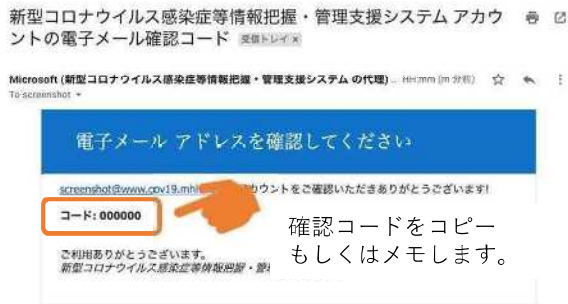 新型コロナウイルス感染症等情報把握・管理支援システム アカウ
ントの電子メール確認コード 受信トレイ×
Microsoft (新型コロナウイルス感染症等情報把握・管理支援システム の代理) HH:mm (m 分前)
To screenshot
電子メール アドレスを確認してください
screenshot@www.cov19.mh カウントをご確認いただきありがとうございます!
コード: 000000
確認コードをコピー
もしくはメモします。
ご利用ありがとうございます。
新型コロナウイルス感染症等情報把握・管